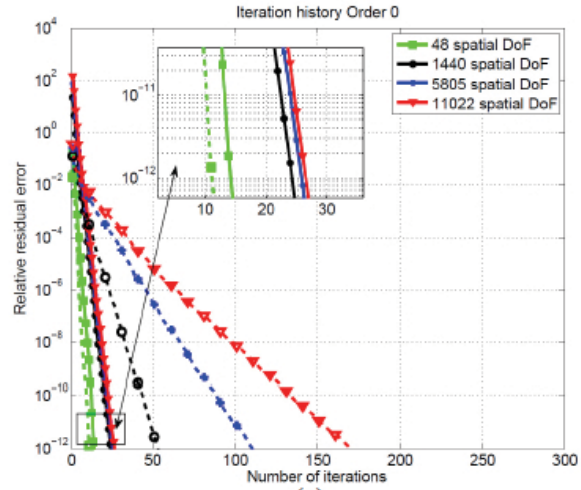 Iteration history Order 0
10^4
10^2
10^0
10^-2
10^-4
10^-6
10^-8
10^-10
10^-12
Relative residual error
10^-11
10^-12
10 20 30
48 spatial DoF
1440 spatial DoF
5805 spatial DoF
11022 spatial DoF
0 50 100 150 200 250 300
Number of iterations